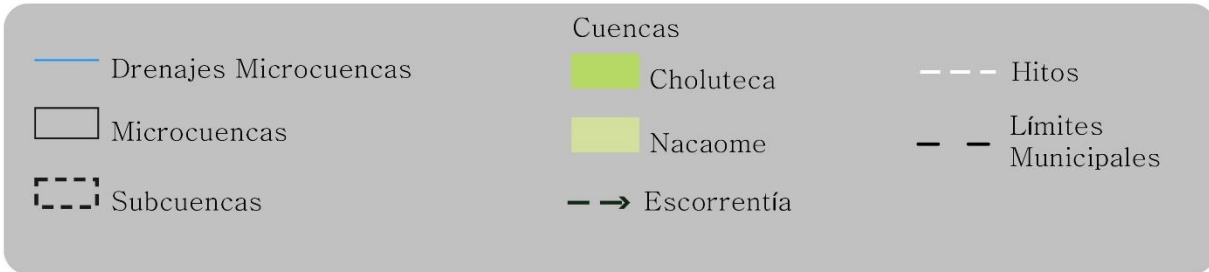 Drenajes Microcuencas
Microcuencas
Subcuencas
Cuencas
Choluteca
Nacaome
Escorrentía
Hitos
Límites
Municipales